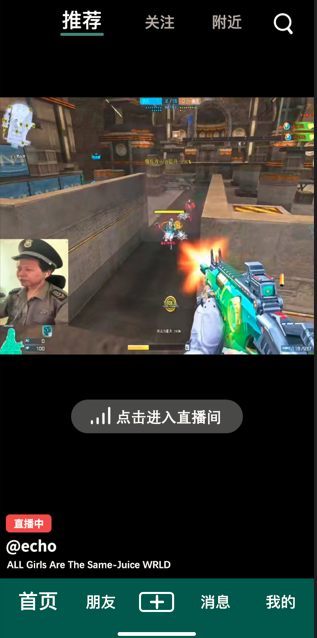 推荐 关注 附近
点击进入直播间
直播中
@echo
ALL Girls Are The Same-Juice WRLD
首页 朋友 消息 我的